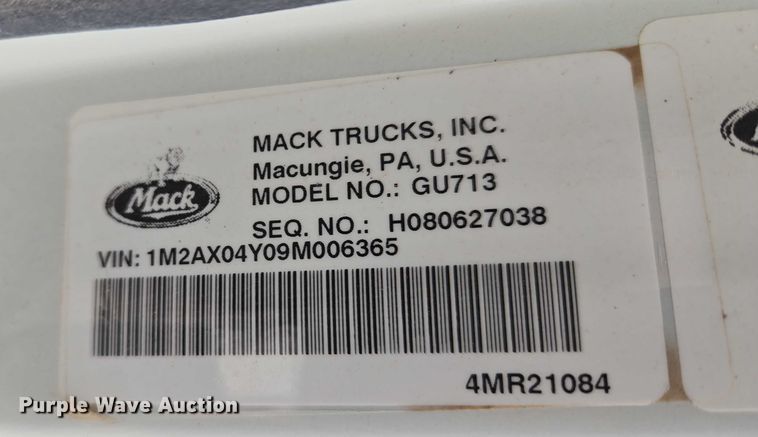 MACK TRUCKS, INC.
Macungie, PA, U.S.A.
Mack
MODEL NO.: GU713
SEQ. NO.: H080627038
VIN: 1M2AX04Y09M006365
4MR21084
Purple Wave Auction